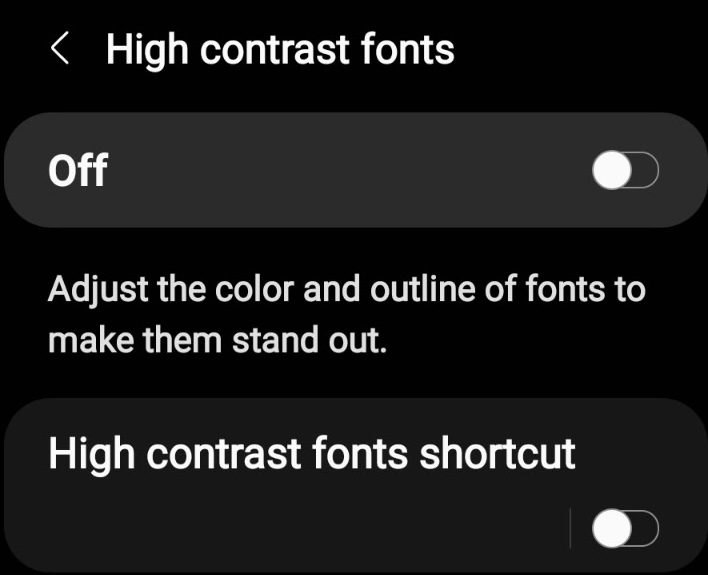 High contrast fonts
Off
Adjust the color and outline of fonts to
make them stand out.
High contrast fonts shortcut